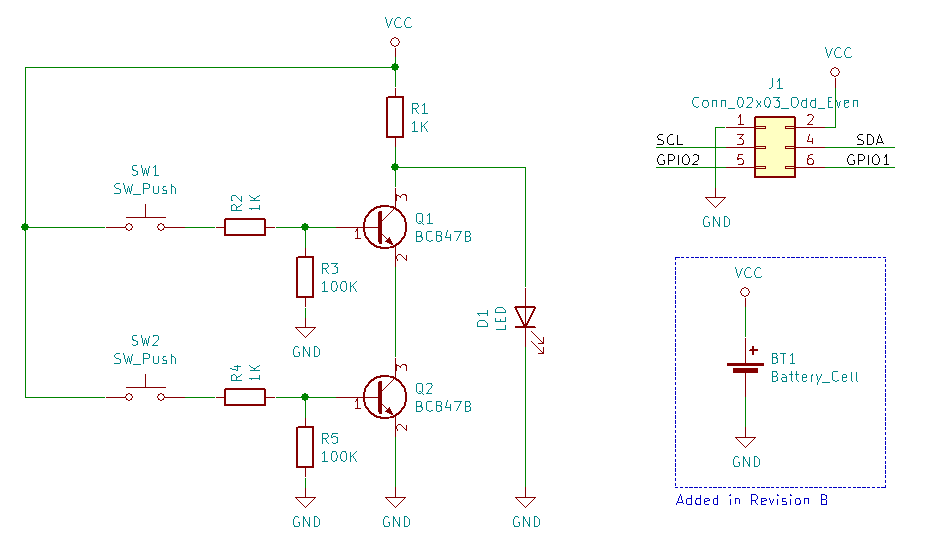 VCC
R1
1K
SW1
SW_Push
R2
1K
3
Q1
BC847B
1
2
R3
100K
GND
D1
LED
SW2
SW_Push
R4
1K
3
Q2
BC847B
1
2
R5
100K
GND
GND
GND
VCC
J1
Conn_02x03_Odd_Even
1
2
SCL
3
4
SDA
GPIO2
5
6
GPIO1
GND
VCC
+
BT1
Battery_Cell
GND
Added in Revision B